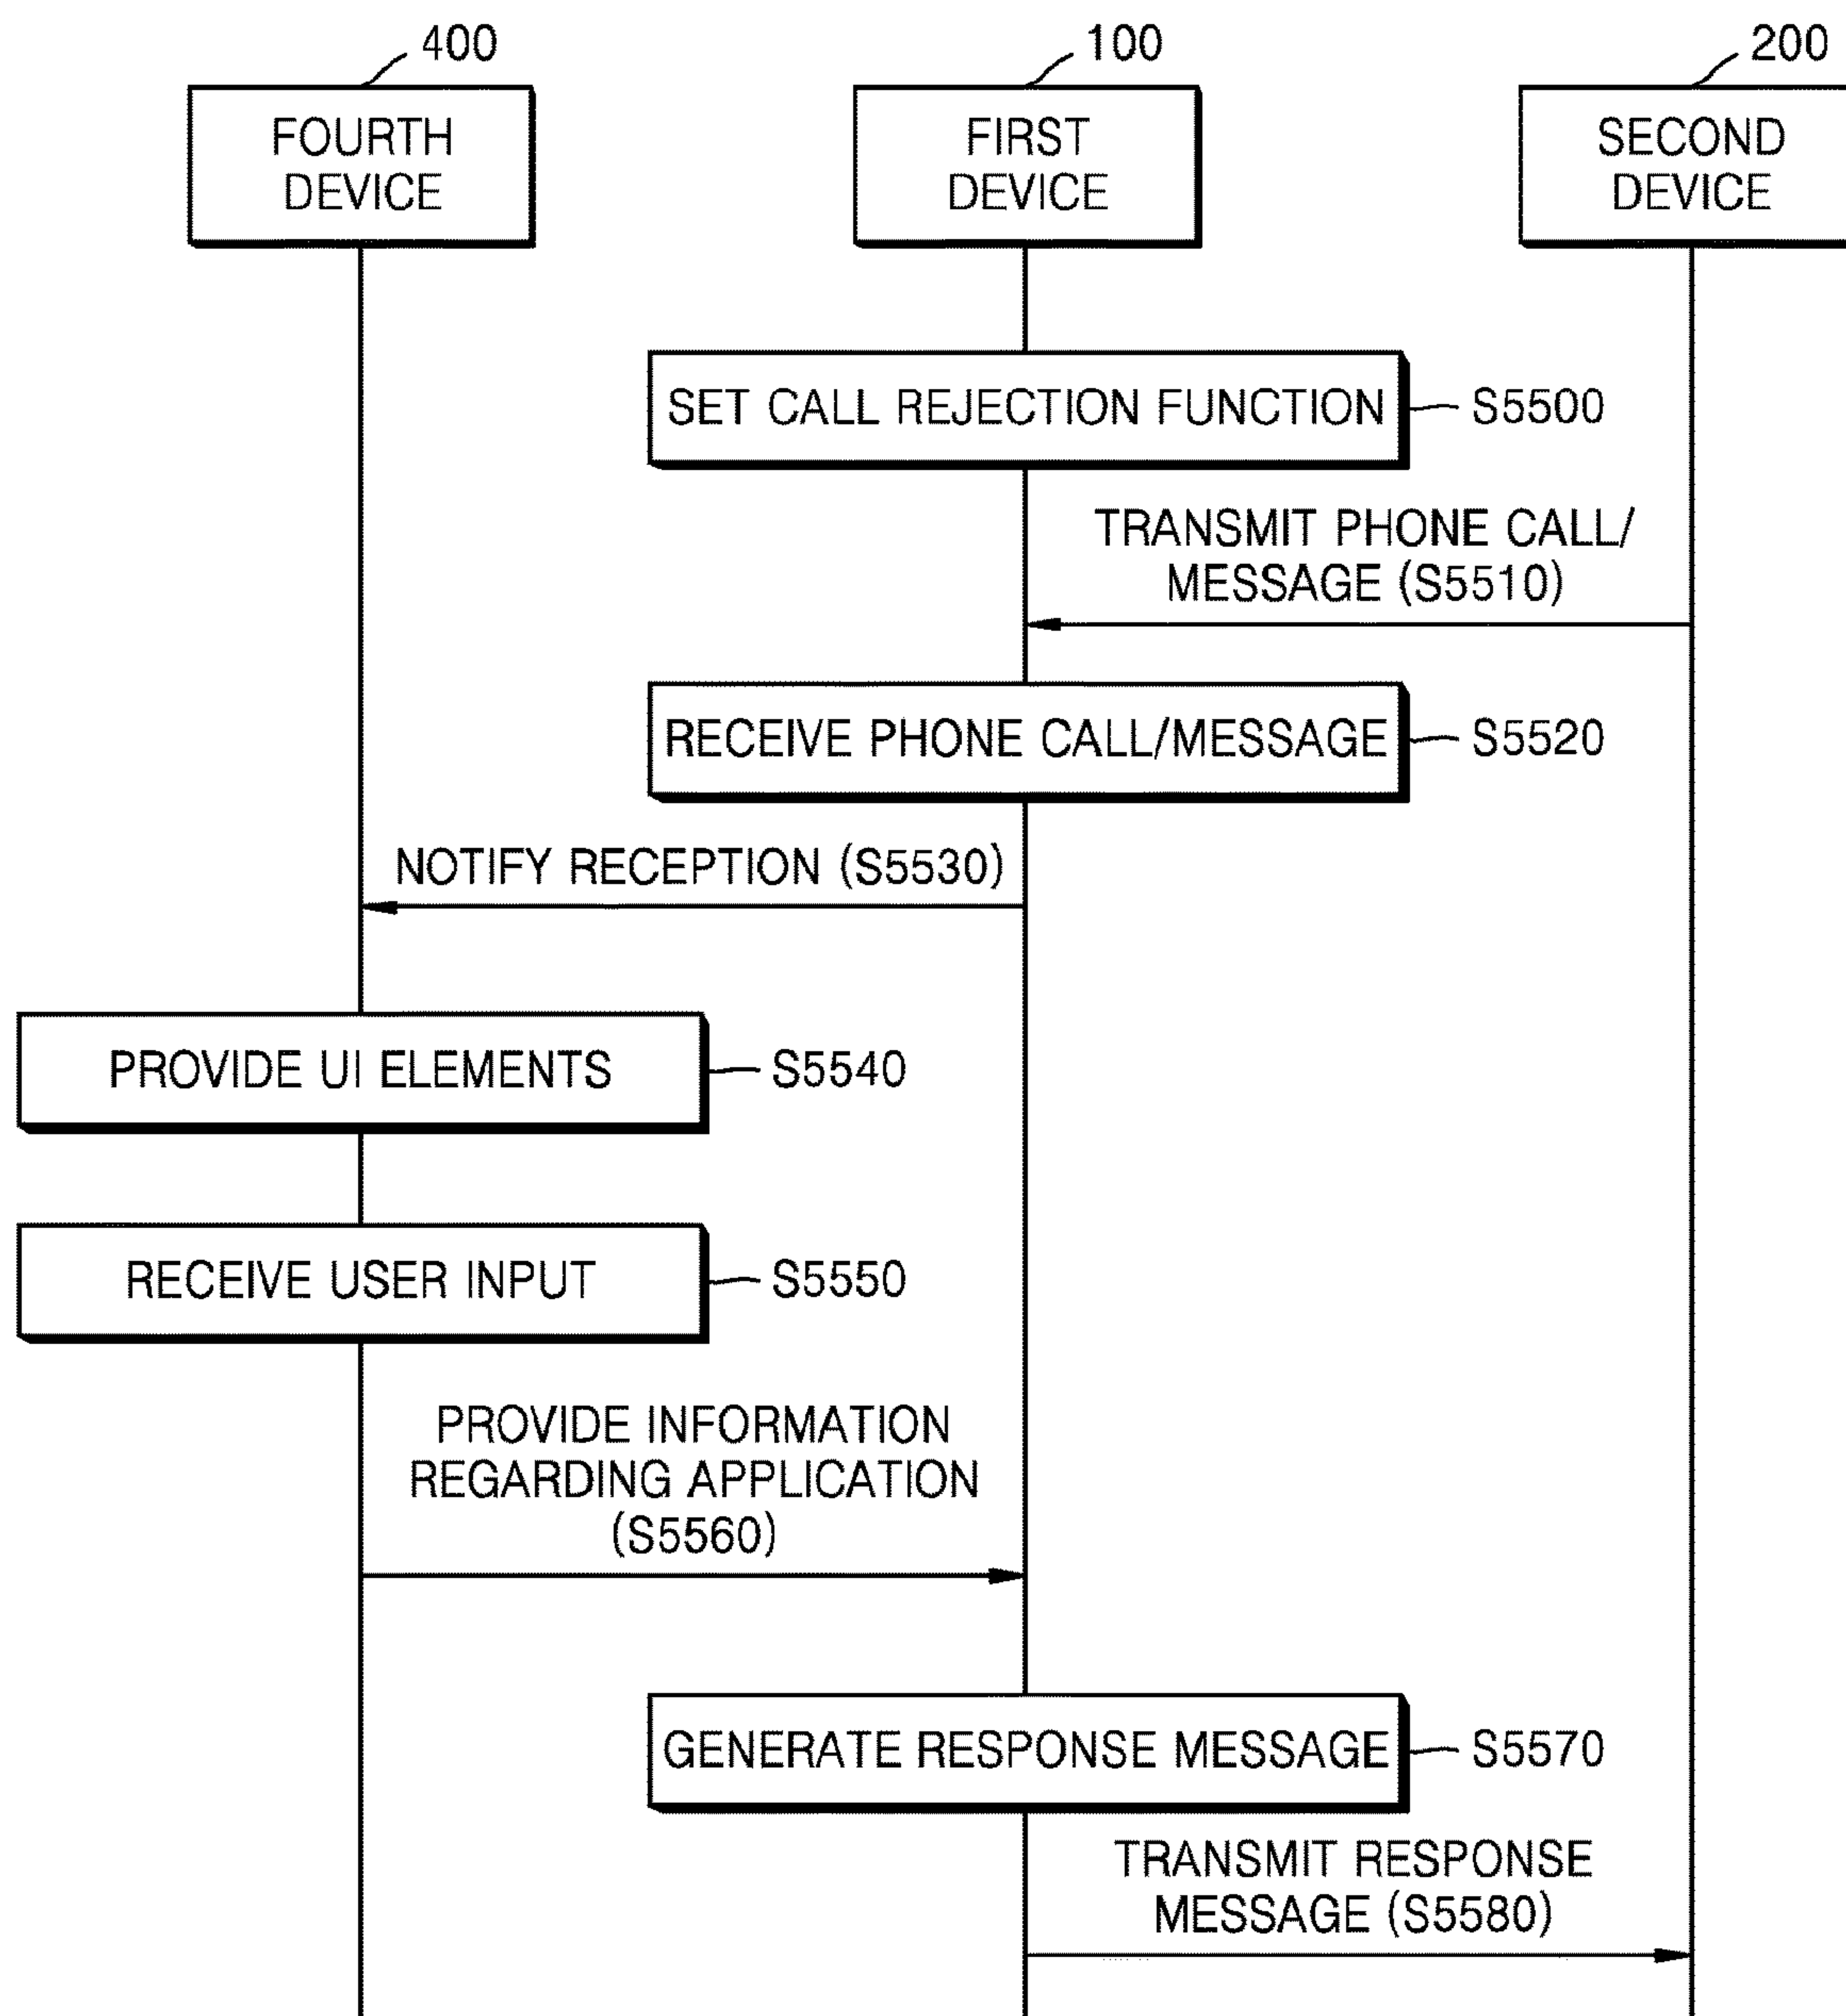 400
100
200
FOURTH
DEVICE
FIRST
DEVICE
SECOND
DEVICE
SET CALL REJECTION FUNCTION
S5500
TRANSMIT PHONE CALL/
MESSAGE (S5510)
RECEIVE PHONE CALL/MESSAGE
S5520
NOTIFY RECEPTION (S5530)
PROVIDE UI ELEMENTS
S5540
RECEIVE USER INPUT
S5550
PROVIDE INFORMATION
REGARDING APPLICATION
(S5560)
GENERATE RESPONSE MESSAGE
S5570
TRANSMIT RESPONSE
MESSAGE (S5580)